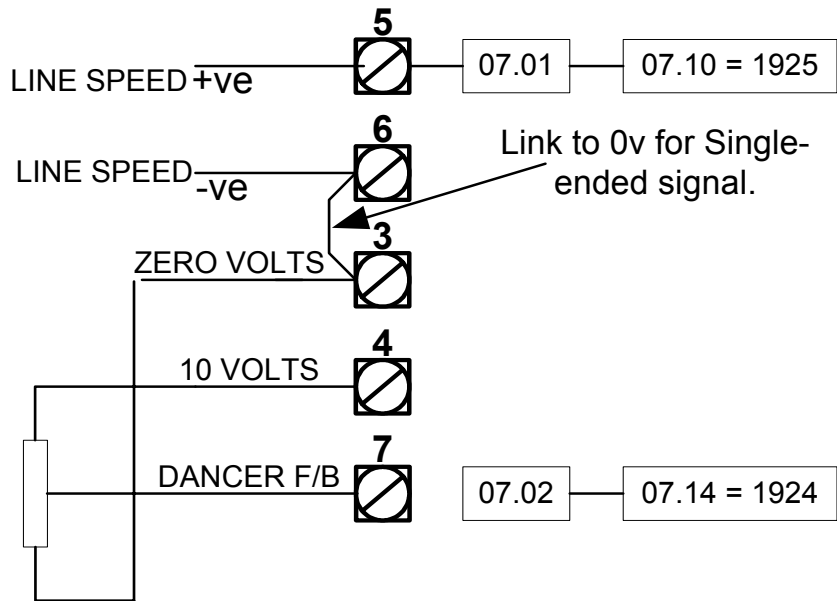 5
LINE SPEED +ve
07.01
07.10 = 1925
6
LINE SPEED -ve
Link to 0v for Single-
ended signal.
3
ZERO VOLTS
4
10 VOLTS
7
DANCER F/B
07.02
07.14 = 1924